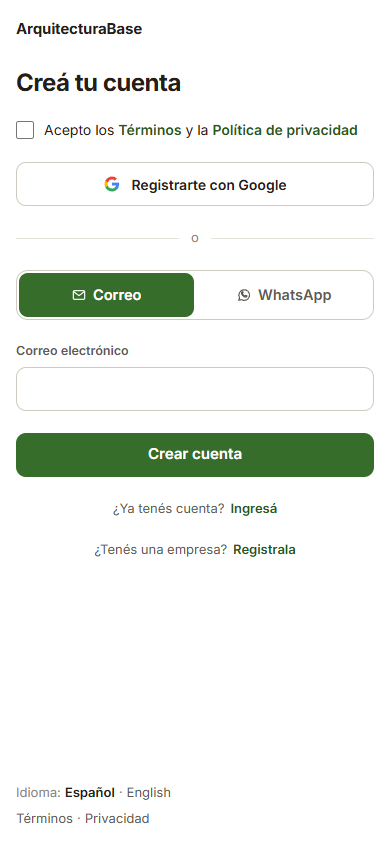 ArquitecturaBase
Creá tu cuenta
Acepto los Términos y la Política de privacidad
Registrarte con Google
o
Correo
WhatsApp
Correo electrónico
Crear cuenta
¿Ya tenés cuenta? Ingresá
¿Tenés una empresa? Registrala
Idioma: Español · English
Términos · Privacidad